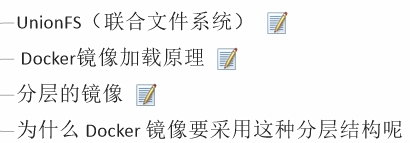 UnionFS（联合文件系统）
Docker镜像加载原理
分层的镜像
为什么 Docker 镜像要采用这种分层结构呢